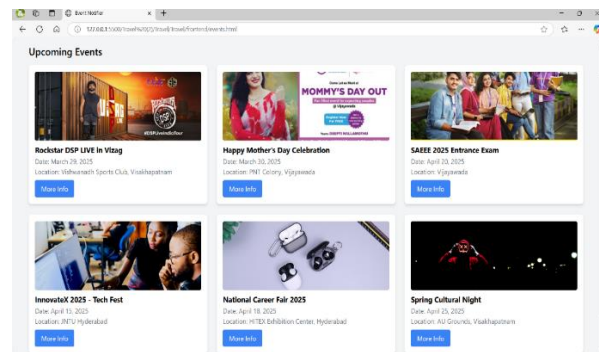 Event Notifier
127.0.0.1:5500/travel%20(2)/travel/travel/frontend/events.html
Upcoming Events
#DSPLiveIndiaTour
MOMMY'S DAY OUT
@ Vijayawada
Rockstar DSP LIVE in Vizag
Date: March 29, 2025
Location: Vishwanadh Sports Club, Visakhapatnam
More Info
Happy Mother's Day Celebration
Date: March 30, 2025
Location: PNT Colony, Vijayawada
More Info
SAEEE 2025 Entrance Exam
Date: April 20, 2025
Location: Vijayawada
More Info
InnovateX 2025 – Tech Fest
Date: April 15, 2025
Location: JNTU Hyderabad
More Info
National Career Fair 2025
Date: April 18, 2025
Location: HITEX Exhibition Center, Hyderabad
More Info
Spring Cultural Night
Date: April 25, 2025
Location: AU Grounds, Visakhapatnam
More Info